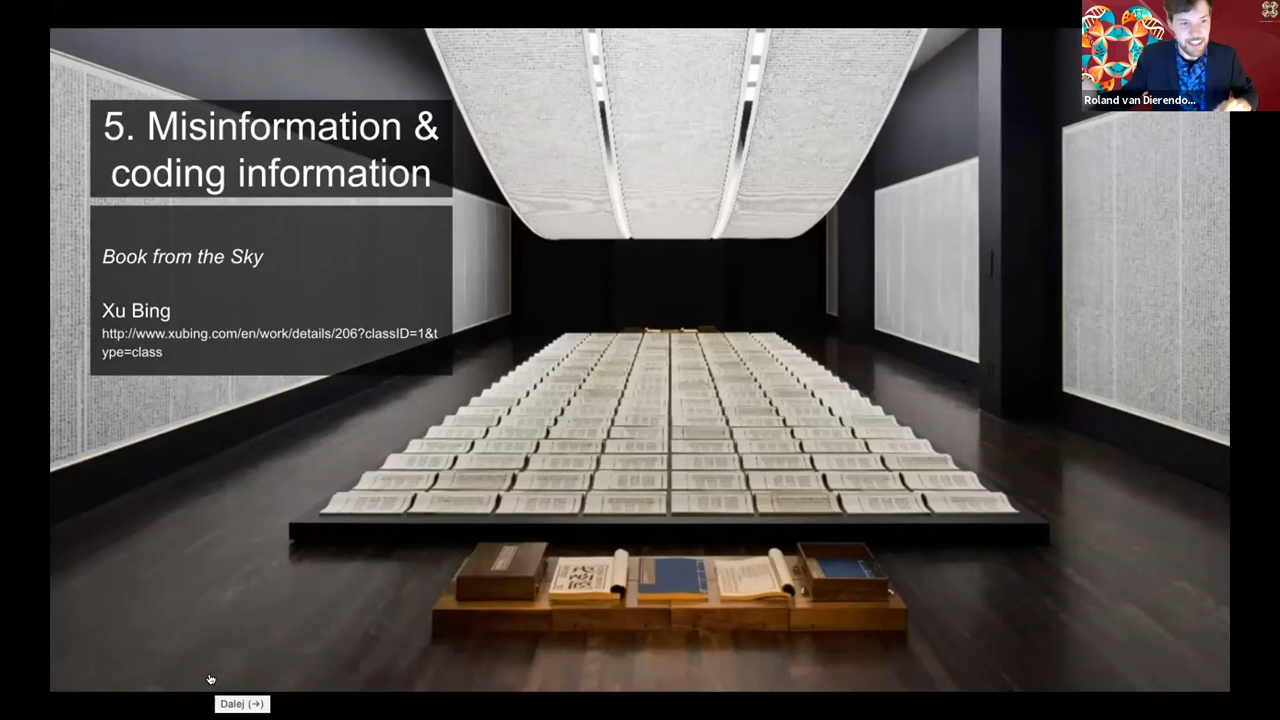 5. Misinformation &
coding information
Book from the Sky
Xu Bing
http://www.xubing.com/en/work/details/206?classID=1&t
ype=class
Roland van Dierendo...
Dalej (→)